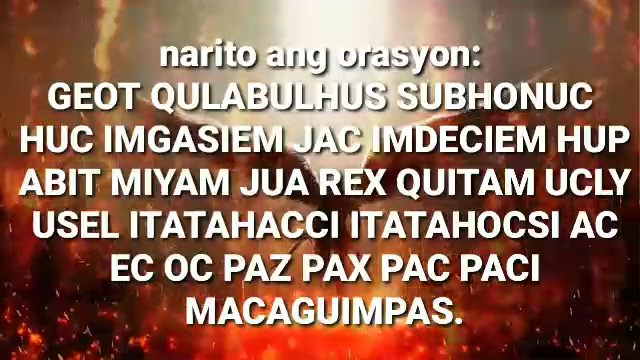 narito ang orasyon:
GEOT QULABULHUS SUBHONUC
HUC IMGASIEM JAC IMDECIEM HUP
ABIT MIYAM JUA REX QUITAM UCLY
USEL ITATAHACCI ITATAHOCSI AC
EC OC PAZ PAX PAC PACI
MACAGUIMPAS.